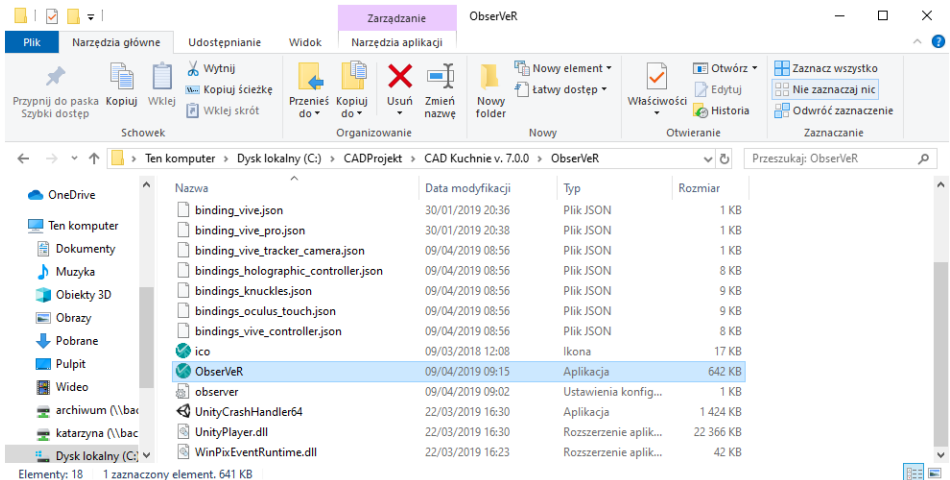 Zarządzanie
ObserVeR
Plik
Narzędzia główne
Udostępnianie
Widok
Narzędzia aplikacji
Przypnij do paska
Szybki dostęp
Kopiuj
Wklej
Wytnij
Kopiuj ścieżkę
Wklej skrót
Schowek
Przenieś
do
Kopiuj
do
Usuń
Zmień
nazwę
Organizowanie
Nowy
folder
Nowy element
Łatwy dostęp
Nowy
Właściwości
Otwórz
Edytuj
Historia
Otwieranie
Zaznacz wszystko
Nie zaznaczaj nic
Odwróć zaznaczenie
Zaznaczanie
Ten komputer > Dysk lokalny (C:) > CADProjekt > CAD Kuchnie v. 7.0.0 > ObserVeR
Przeszukaj: ObserVeR
OneDrive
Ten komputer
Dokumenty
Muzyka
Obiekty 3D
Obrazy
Pobrane
Pulpit
Wideo
archiwum (\\bac
katarzyna (\\bac
Dysk lokalny (C:)
Nazwa Data modyfikacji Typ Rozmiar
binding_vive.json 30/01/2019 20:36 Plik JSON 1 KB
binding_vive_pro.json 30/01/2019 20:38 Plik JSON 1 KB
binding_vive_tracker_camera.json 09/04/2019 08:56 Plik JSON 1 KB
bindings_holographic_controller.json 09/04/2019 08:56 Plik JSON 8 KB
bindings_knuckles.json 09/04/2019 08:56 Plik JSON 9 KB
bindings_oculus_touch.json 09/04/2019 08:56 Plik JSON 9 KB
bindings_vive_controller.json 09/04/2019 08:56 Plik JSON 8 KB
ico 09/03/2018 12:08 Ikona 17 KB
ObserVeR 09/04/2019 09:15 Aplikacja 642 KB
observer 09/04/2019 09:02 Ustawienia konfig... 1 KB
UnityCrashHandler64 22/03/2019 16:30 Aplikacja 1 424 KB
UnityPlayer.dll 22/03/2019 16:30 Rozszerzenie aplik... 22 366 KB
WinPixEventRuntime.dll 22/03/2019 16:23 Rozszerzenie aplik... 42 KB
Elementy: 18 1 zaznaczony element. 641 KB